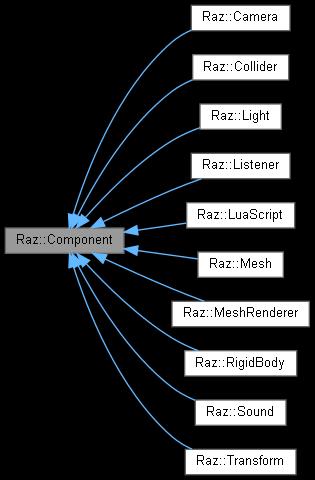 Raz::Camera
Raz::Collider
Raz::Light
Raz::Listener
Raz::LuaScript
Raz::Component
Raz::Mesh
Raz::MeshRenderer
Raz::RigidBody
Raz::Sound
Raz::Transform